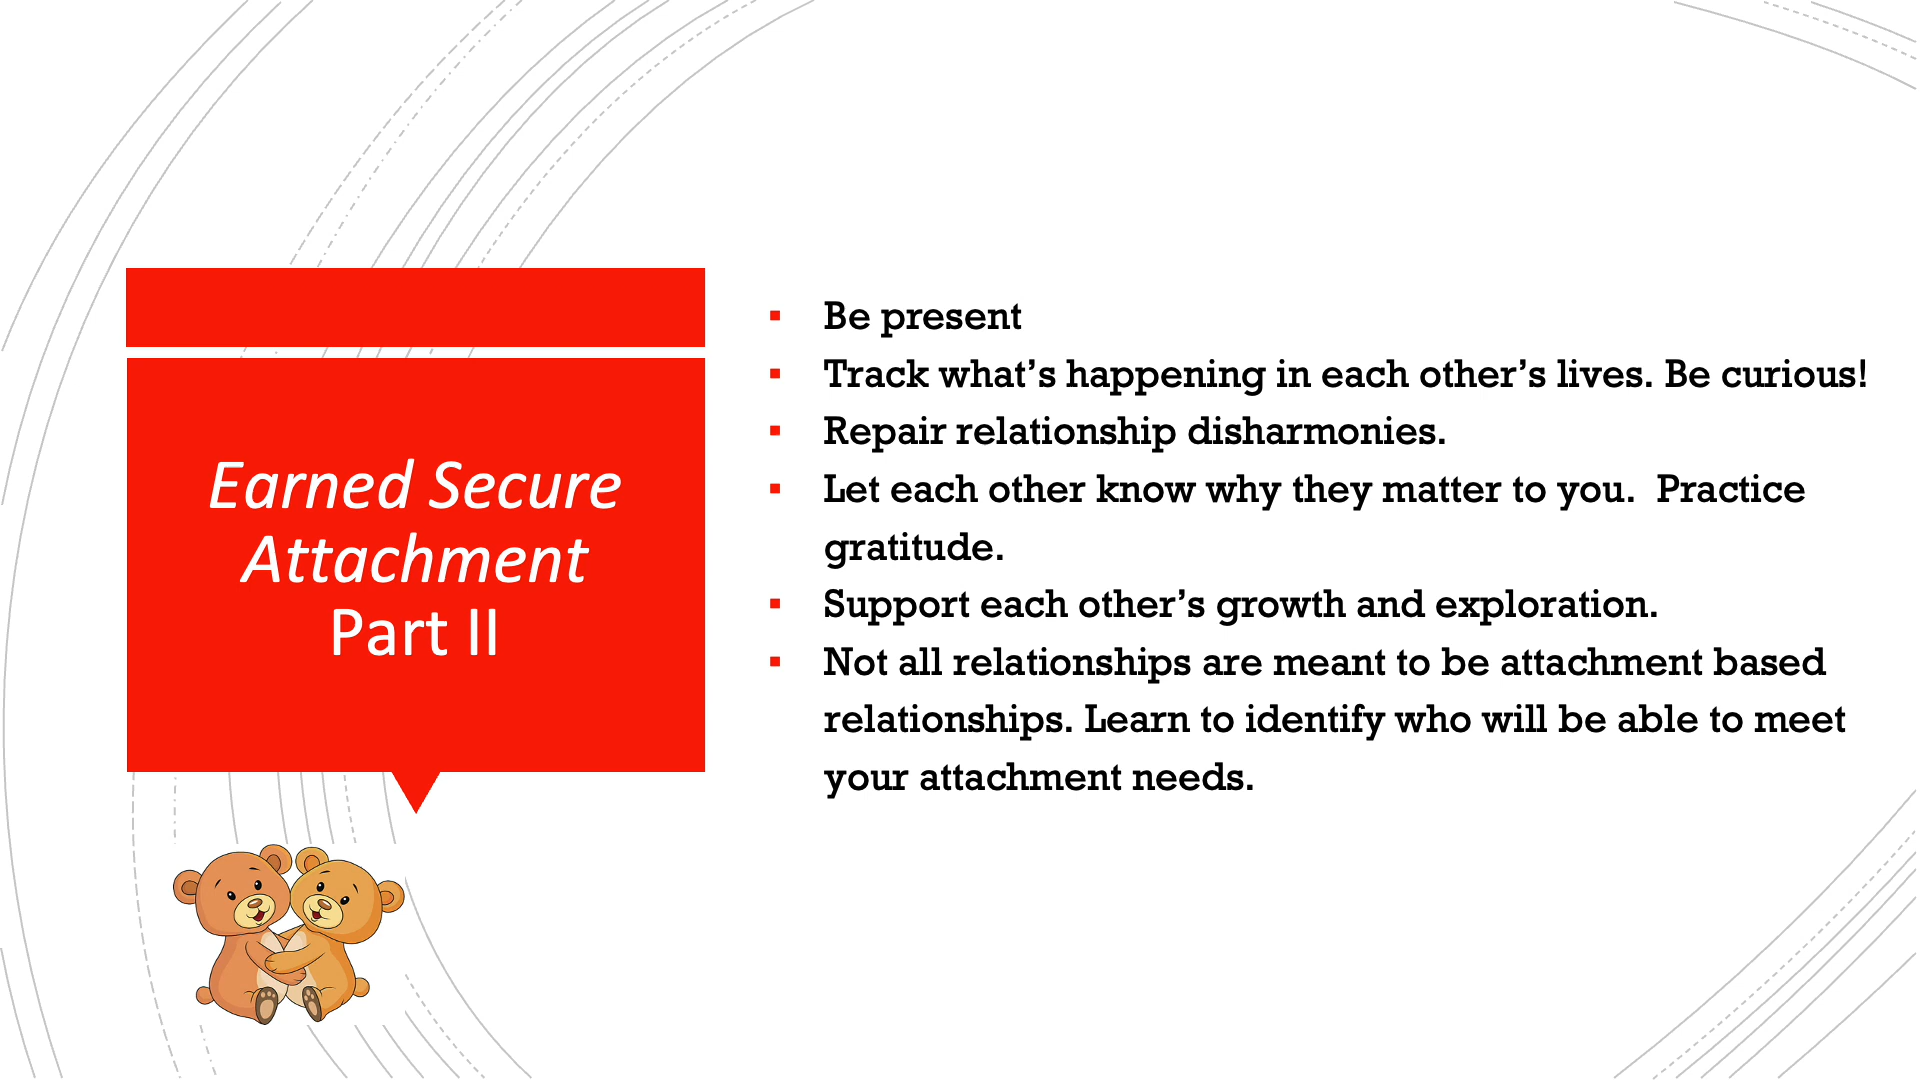 Earned Secure
Attachment
Part II
▪ Be present
▪ Track what’s happening in each other’s lives. Be curious!
▪ Repair relationship disharmonies.
▪ Let each other know why they matter to you.  Practice
gratitude.
▪ Support each other’s growth and exploration.
▪ Not all relationships are meant to be attachment based
relationships. Learn to identify who will be able to meet
your attachment needs.